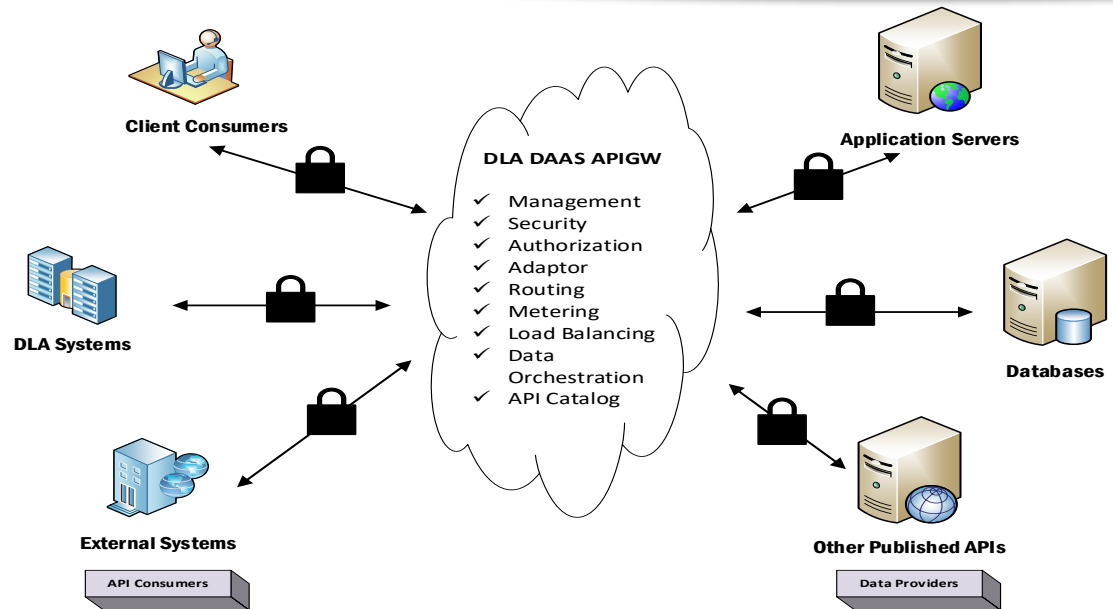 Client Consumers
DLA Systems
External Systems
API Consumers
DLA DAAS APIGW
✓ Management
✓ Security
✓ Authorization
✓ Adaptor
✓ Routing
✓ Metering
✓ Load Balancing
✓ Data
Orchestration
✓ API Catalog
Application Servers
Databases
Other Published APIs
Data Providers